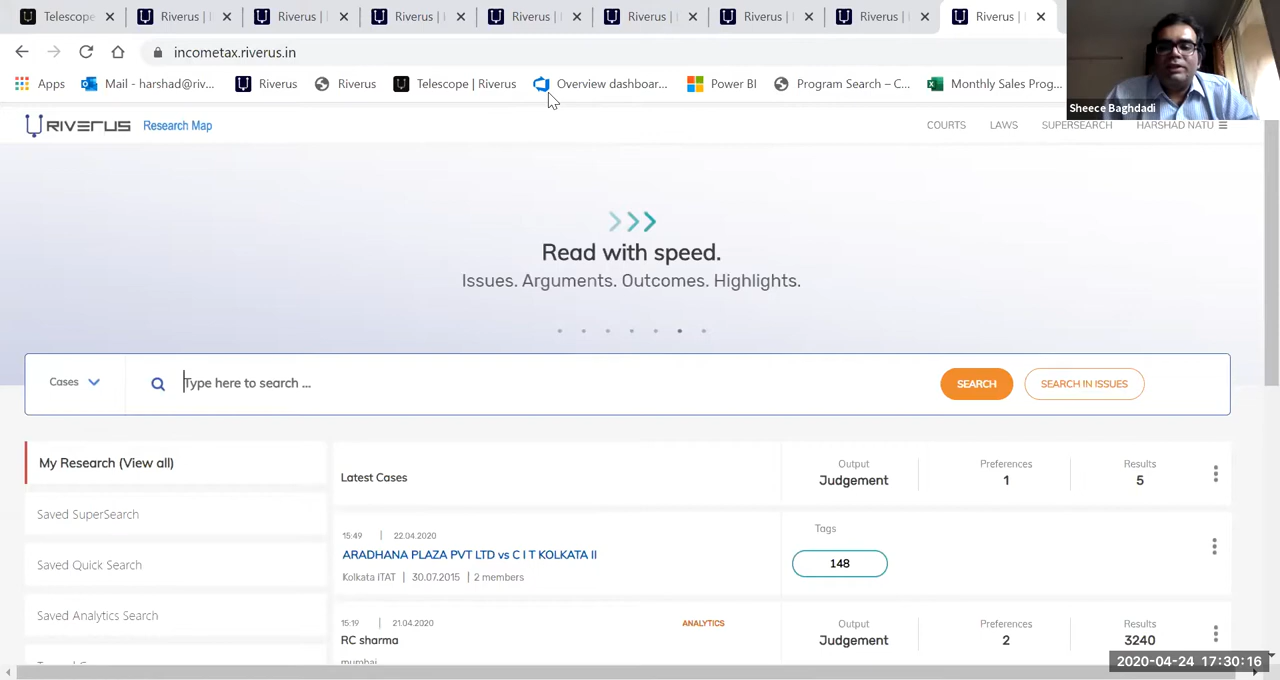 Telescope
Riverus |
Riverus |
Riverus |
Riverus |
Riverus |
Riverus |
Riverus |
Riverus |
incometax.riverus.in
Apps Mail - harshad@riv... Riverus Riverus Telescope | Riverus Overview dashboar... Power BI Program Search – C... Monthly Sales Prog...
Sheece Baghdadi
RIVERUS Research Map COURTS LAWS SUPERSEARCH HARSHAD NATU
Read with speed.
Issues. Arguments. Outcomes. Highlights.
Cases Type here to search ... SEARCH SEARCH IN ISSUES
My Research (View all)
Saved SuperSearch
Saved Quick Search
Saved Analytics Search
Latest Cases
Output Preferences Results
Judgement 1 5
15:49 | 22.04.2020
ARADHANA PLAZA PVT LTD vs C I T KOLKATA II
Kolkata ITAT | 30.07.2015 | 2 members
Tags
148
15:19 | 21.04.2020 ANALYTICS
RC sharma
mumbai
Output Preferences Results
Judgement 2 3240
2020-04-24 17:30:16